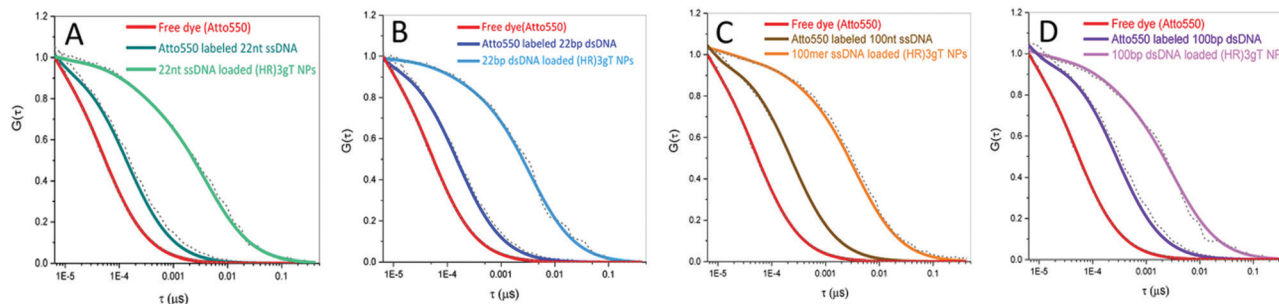 A
Free dye (Atto550)
Atto550 labeled 22nt ssDNA
22nt ssDNA loaded (HR)3gT NPs
G(τ)
1.2
1.0
0.8
0.6
0.4
0.2
0.0
1E-5 1E-4 0.001 0.01 0.1
τ (μs)
B
Free dye(Atto550)
Atto550 labeled 22bp dsDNA
22bp dsDNA loaded (HR)3gT NPs
G(τ)
1.2
1.0
0.8
0.6
0.4
0.2
0.0
1E-5 1E-4 0.001 0.01 0.1
τ (μs)
C
Free dye (Atto550)
Atto550 labeled 100nt ssDNA
100mer ssDNA loaded (HR)3gT NPs
G(τ)
1.2
1.0
0.8
0.6
0.4
0.2
0.0
1E-5 1E-4 0.001 0.01 0.1
τ (μs)
D
Free dye (Atto550)
Atto550 labeled 100bp dsDNA
100bp dsDNA loaded (HR)3gT NP
G(τ)
1.2
1.0
0.8
0.6
0.4
0.2
0.0
1E-5 1E-4 0.001 0.01 0.1
τ (μs)